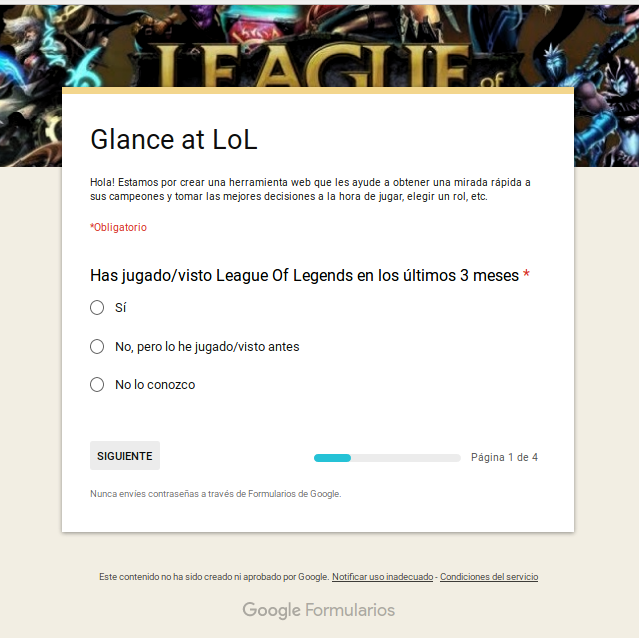 LEAGUE OF
Glance at LoL
Hola! Estamos por crear una herramienta web que les ayude a obtener una mirada rápida a
sus campeones y tomar las mejores decisiones a la hora de jugar, elegir un rol, etc.
*Obligatorio
Has jugado/visto League Of Legends en los últimos 3 meses *
Sí
No, pero lo he jugado/visto antes
No lo conozco
SIGUIENTE
Página 1 de 4
Nunca envíes contraseñas a través de Formularios de Google.
Este contenido no ha sido creado ni aprobado por Google. Notificar uso inadecuado - Condiciones del servicio
Google Formularios